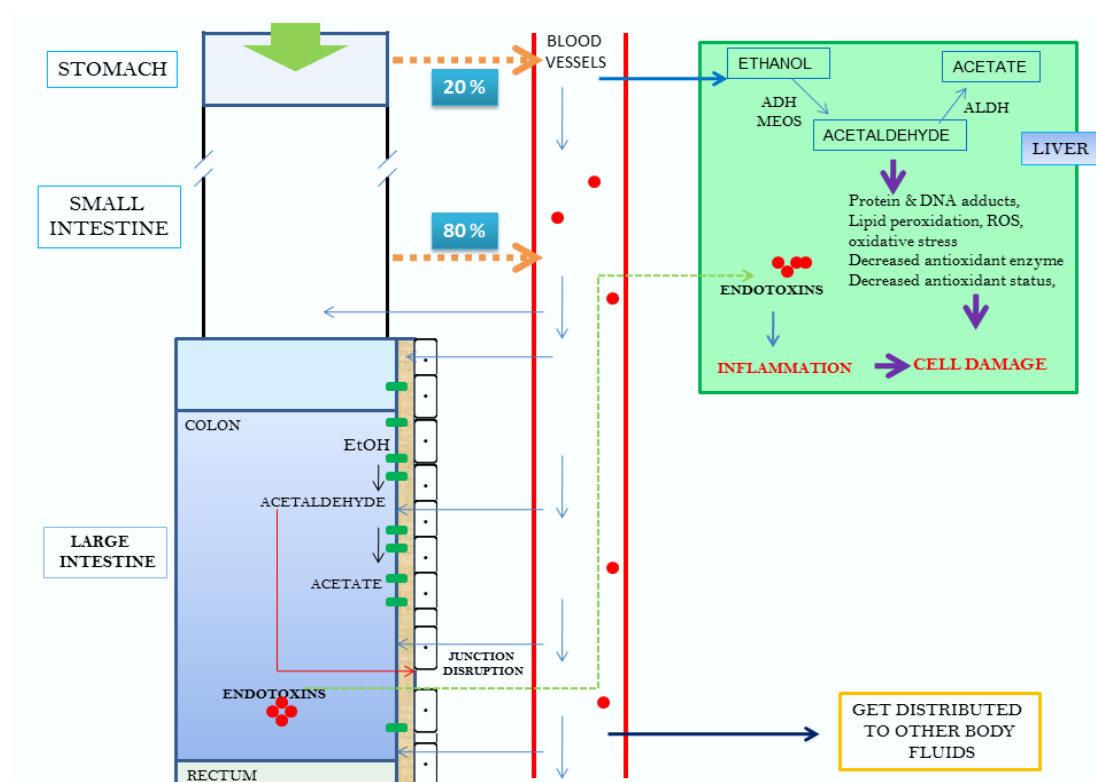 STOMACH
20 %
BLOOD
VESSELS
ETHANOL
ACETATE
ADH
MEOS
ALDH
ACETALDEHYDE
LIVER
SMALL
INTESTINE
80 %
Protein & DNA adducts,
Lipid peroxidation, ROS,
oxidative stress
Decreased antioxidant enzyme
Decreased antioxidant status,
ENDOTOXINS
INFLAMMATION
CELL DAMAGE
COLON
EtOH
ACETALDEHYDE
LARGE
INTESTINE
ACETATE
JUNCTION
DISRUPTION
ENDOTOXINS
GET DISTRIBUTED
TO OTHER BODY
FLUIDS
RECTUM